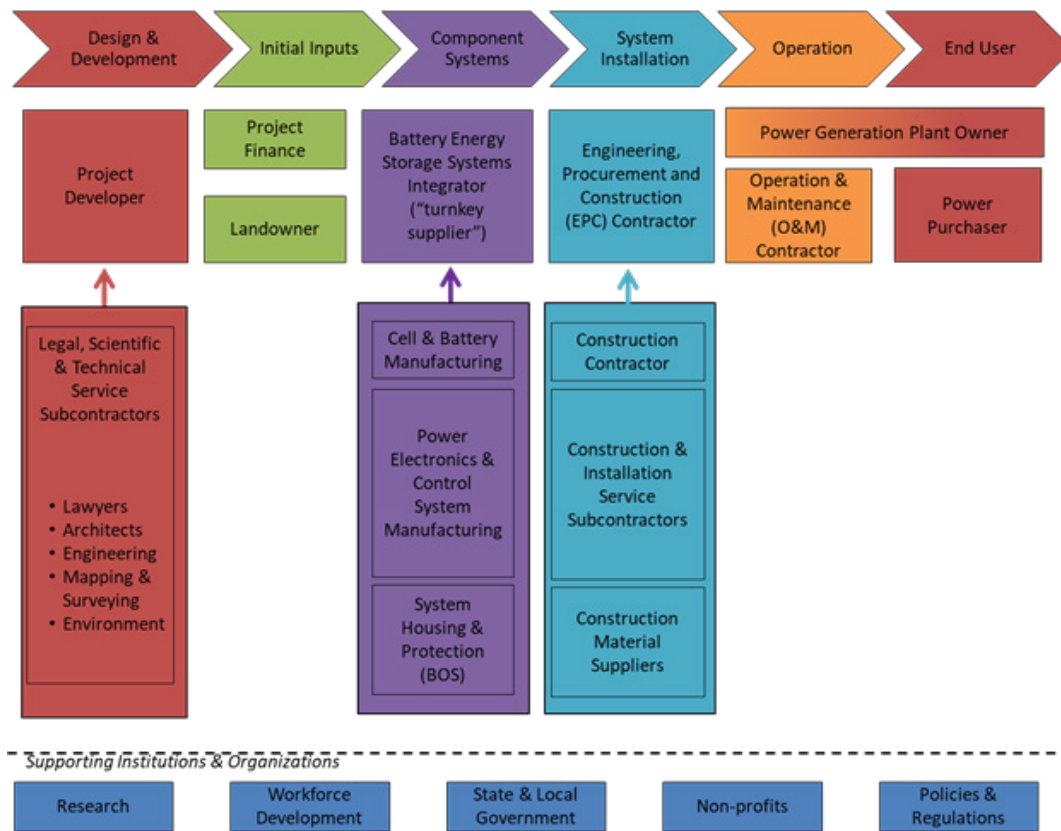 Design &
Development
Initial Inputs
Component
Systems
System
Installation
Operation
End User
Project
Developer
Project
Finance
Landowner
Battery Energy
Storage Systems
Integrator
(“turnkey
supplier”)
Engineering,
Procurement and
Construction
(EPC) Contractor
Power Generation Plant Owner
Operation &
Maintenance
(O&M)
Contractor
Power
Purchaser
Legal, Scientific
& Technical
Service
Subcontractors
• Lawyers
• Architects
• Engineering
• Mapping &
Surveying
• Environment
Cell & Battery
Manufacturing
Power
Electronics &
Control
System
Manufacturing
System
Housing &
Protection
(BOS)
Construction
Contractor
Construction &
Installation
Service
Subcontractors
Construction
Material
Suppliers
Supporting Institutions & Organizations
Research
Workforce
Development
State & Local
Government
Non-profits
Policies &
Regulations